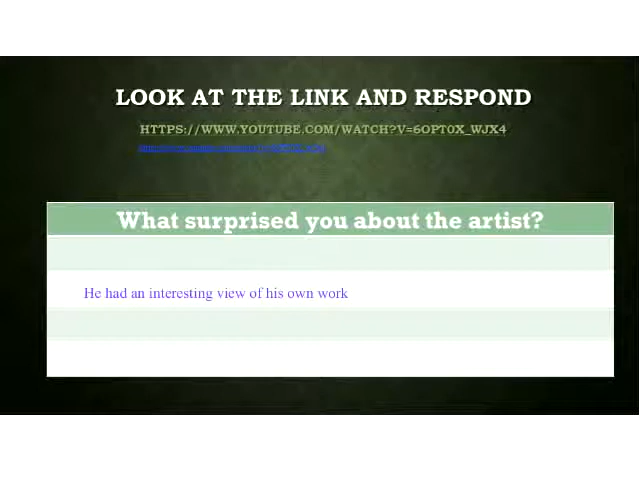 LOOK AT THE LINK AND RESPOND
HTTPS://WWW.YOUTUBE.COM/WATCH?V=6OPT0X_WJX4
What surprised you about the artist?
He had an interesting view of his own work